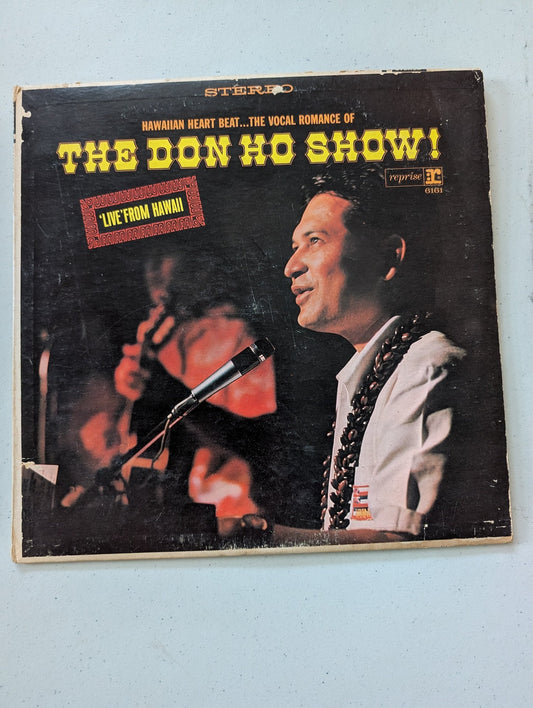 STEREO
HAWAIIAN HEART BEAT...THE VOCAL ROMANCE OF
THE DON HO SHOW!
reprise
6161
'LIVE' FROM HAWAII